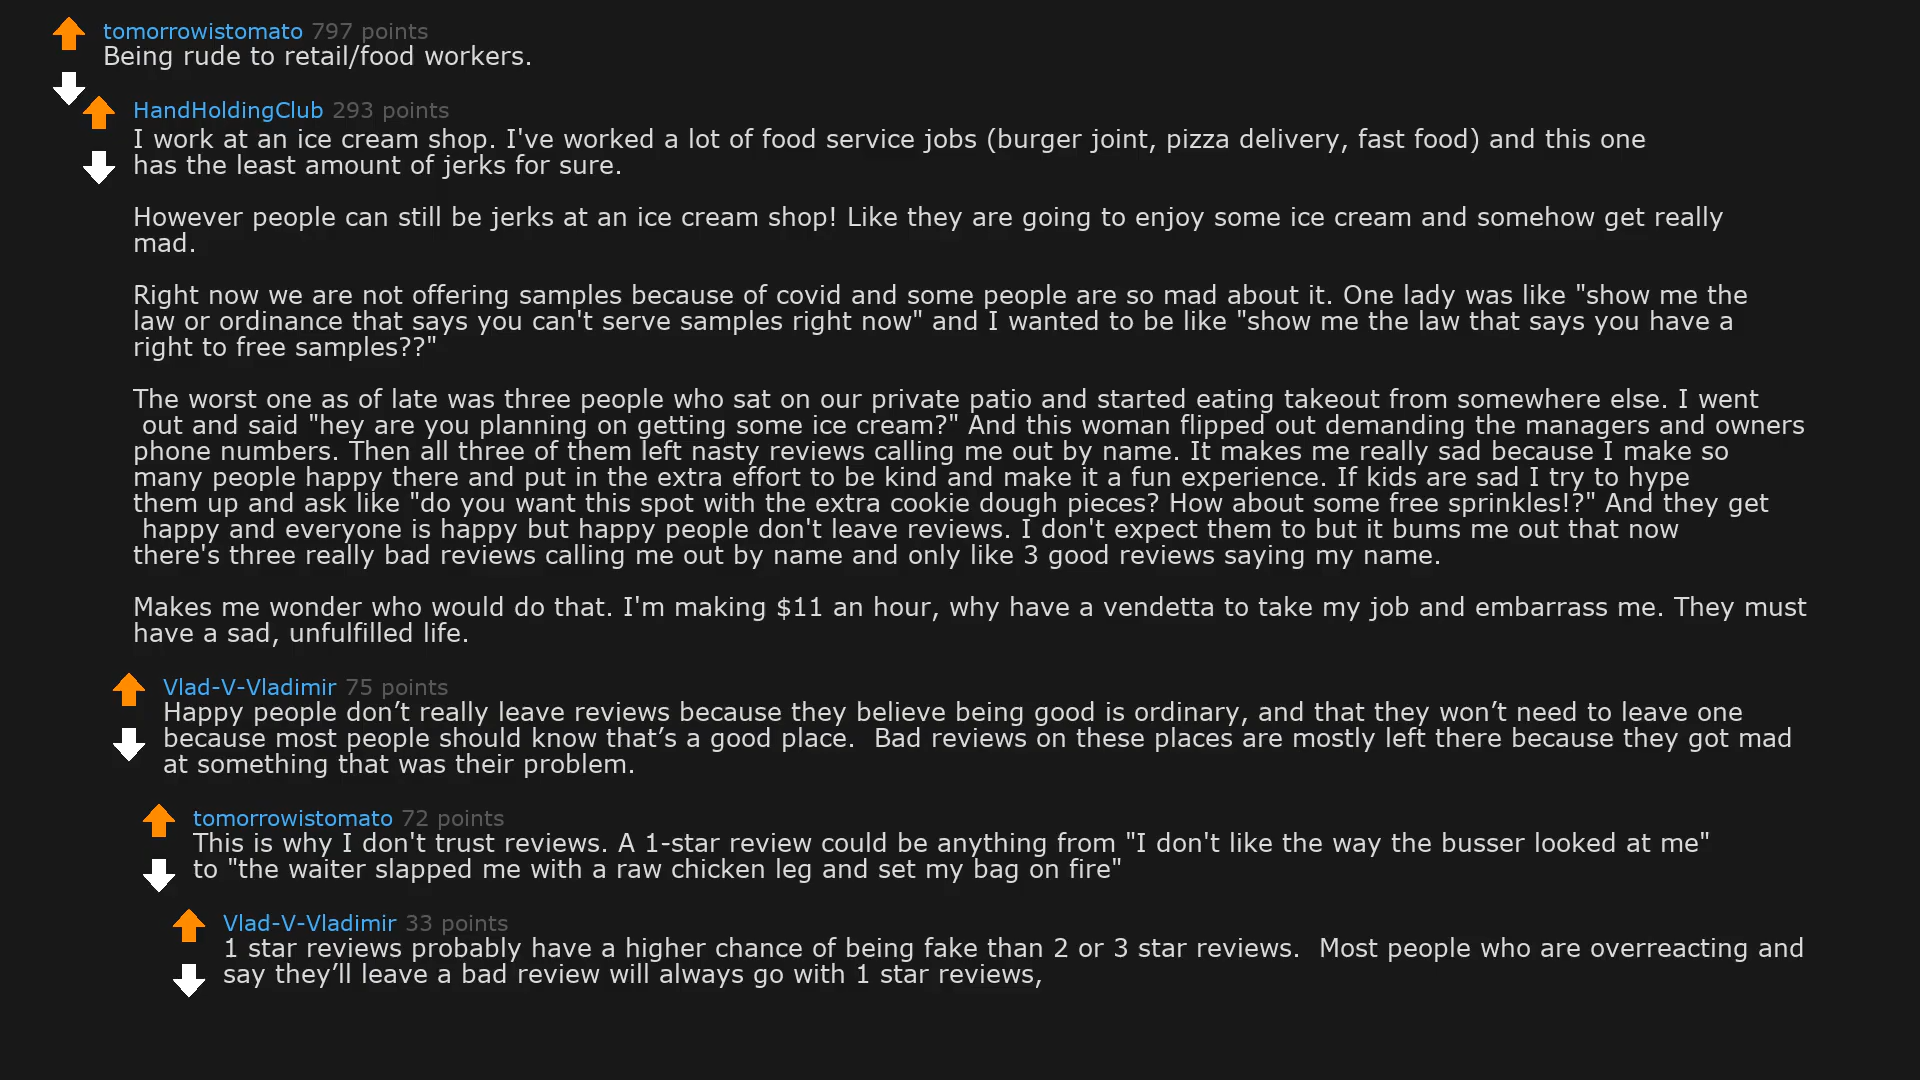 tomorrowistomato 797 points
Being rude to retail/food workers.
HandHoldingClub 293 points
I work at an ice cream shop. I've worked a lot of food service jobs (burger joint, pizza delivery, fast food) and this one
has the least amount of jerks for sure.
However people can still be jerks at an ice cream shop! Like they are going to enjoy some ice cream and somehow get really
mad.
Right now we are not offering samples because of covid and some people are so mad about it. One lady was like "show me the
law or ordinance that says you can't serve samples right now" and I wanted to be like "show me the law that says you have a
right to free samples??"
The worst one as of late was three people who sat on our private patio and started eating takeout from somewhere else. I went
out and said "hey are you planning on getting some ice cream?" And this woman flipped out demanding the managers and owners
phone numbers. Then all three of them left nasty reviews calling me out by name. It makes me really sad because I make so
many people happy there and put in the extra effort to be kind and make it a fun experience. If kids are sad I try to hype
them up and ask like "do you want this spot with the extra cookie dough pieces? How about some free sprinkles!?" And they get
happy and everyone is happy but happy people don't leave reviews. I don't expect them to but it bums me out that now
there's three really bad reviews calling me out by name and only like 3 good reviews saying my name.
Makes me wonder who would do that. I'm making $11 an hour, why have a vendetta to take my job and embarrass me. They must
have a sad, unfulfilled life.
Vlad-V-Vladimir 75 points
Happy people don’t really leave reviews because they believe being good is ordinary, and that they won’t need to leave one
because most people should know that’s a good place.  Bad reviews on these places are mostly left there because they got mad
at something that was their problem.
tomorrowistomato 72 points
This is why I don't trust reviews. A 1-star review could be anything from "I don't like the way the busser looked at me"
to "the waiter slapped me with a raw chicken leg and set my bag on fire"
Vlad-V-Vladimir 33 points
1 star reviews probably have a higher chance of being fake than 2 or 3 star reviews.  Most people who are overreacting and
say they’ll leave a bad review will always go with 1 star reviews,